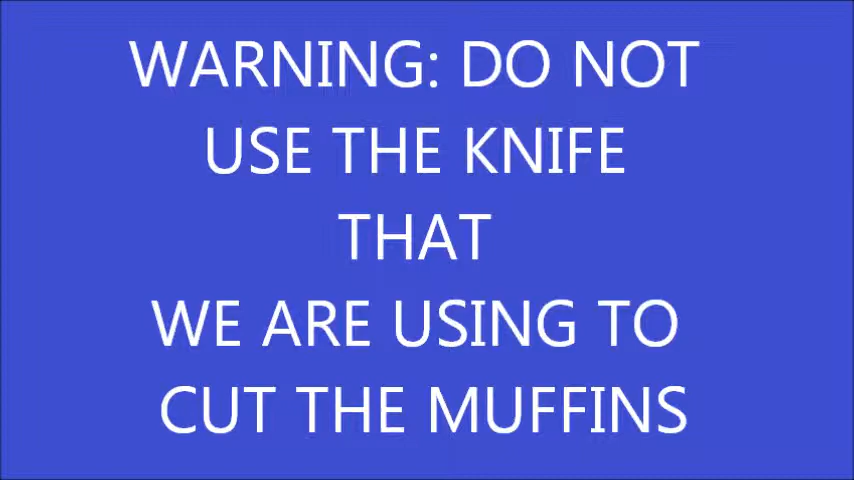 WARNING: DO NOT
USE THE KNIFE
THAT
WE ARE USING TO
CUT THE MUFFINS